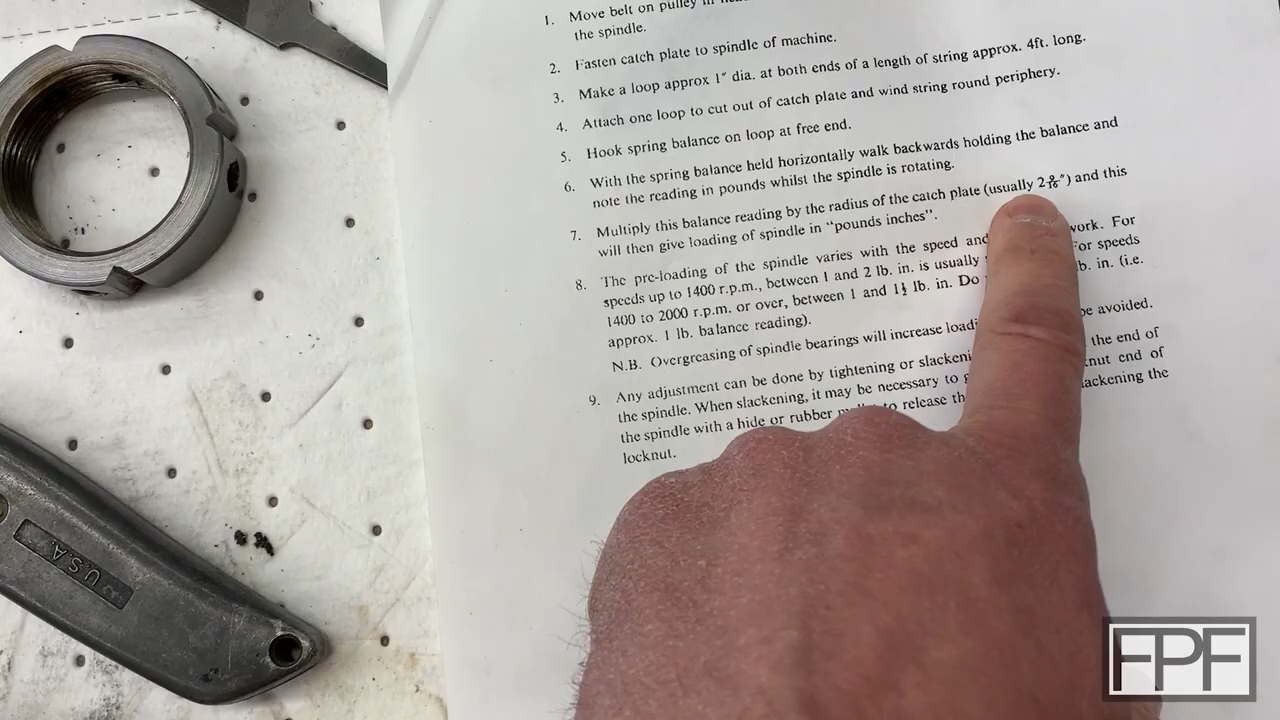 1. Move belt on pulley in
the spindle.
2. Fasten catch plate to spindle of machine.
3. Make a loop approx 1″ dia. at both ends of a length of string approx. 4ft. long.
4. Attach one loop to cut out of catch plate and wind string round periphery.
5. Hook spring balance on loop at free end.
6. With the spring balance held horizontally walk backwards holding the balance and
note the reading in pounds whilst the spindle is rotating.
7. Multiply this balance reading by the radius of the catch plate (usually 2 9/16″) and this
will then give loading of spindle in “pounds inches”.
8. The pre-loading of the spindle varies with the speed and work. For
speeds up to 1400 r.p.m., between 1 and 2 lb. in. is usually For speeds
1400 to 2000 r.p.m. or over, between 1 and 1½ lb. in. Do lb. in. (i.e.
approx. 1 lb. balance reading).
N.B. Overgreasing of spindle bearings will increase be avoided.
9. Any adjustment can be done by tightening or the end of
the spindle. When slackening, it may be necessary to slackening the
the spindle with a hide or rubber to release locknut end of
locknut.
U.S.A.
FPF